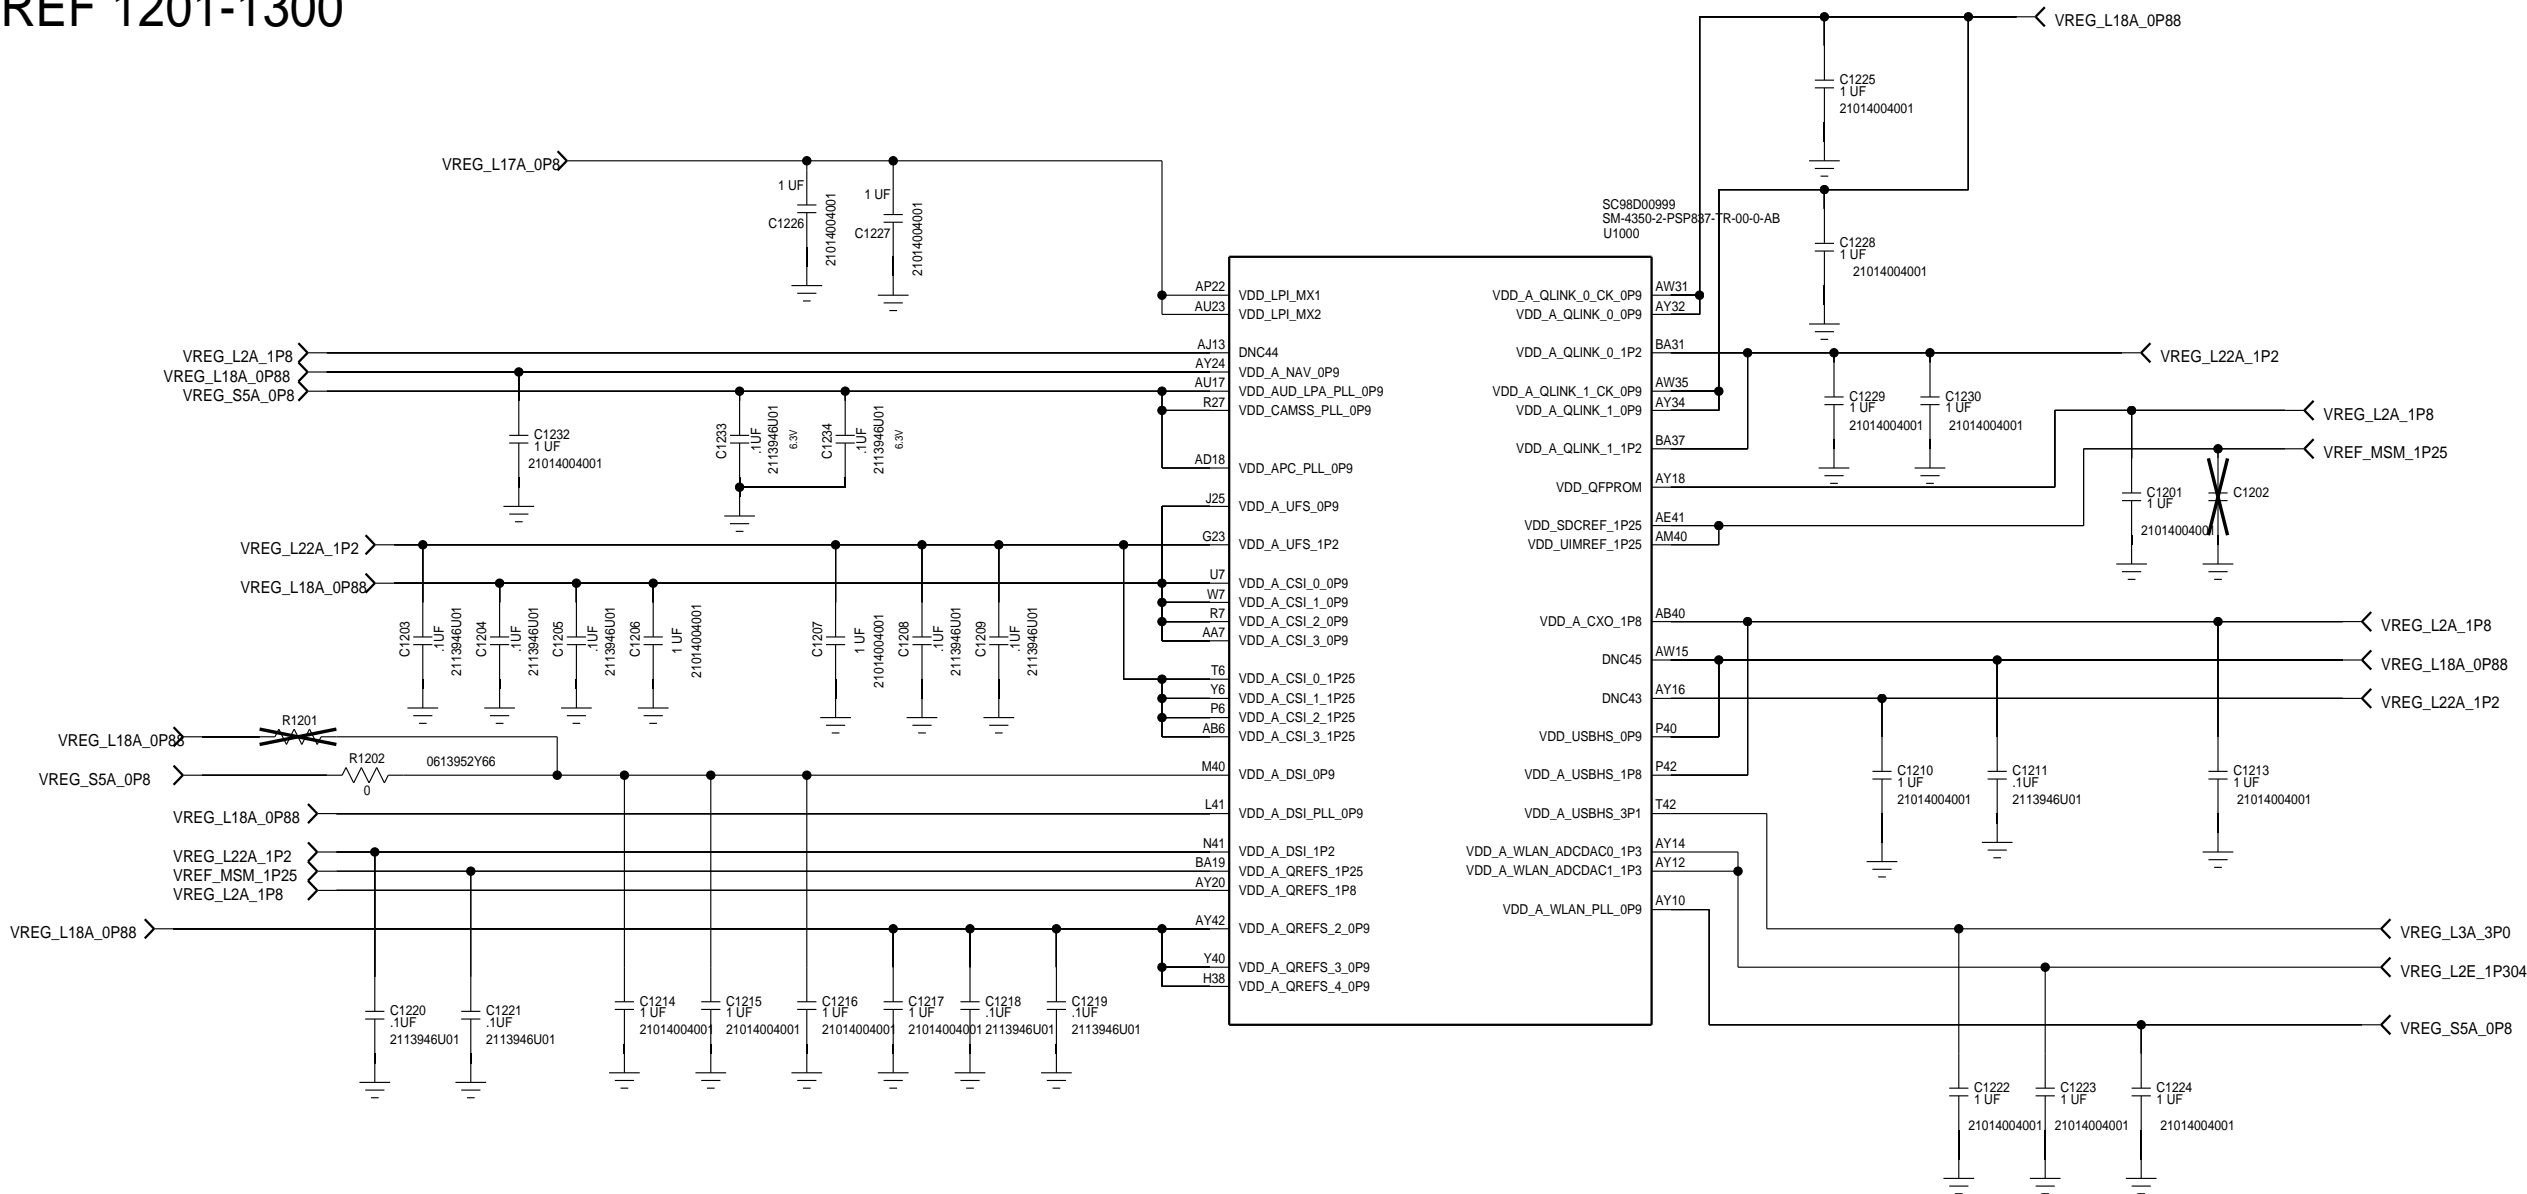 REF 1201-1300
VREG_L18A_0P88
C1225
1 UF
21014004001
VREG_L17A_0P8
1 UF
C1226
21014004001
1 UF
C1227
21014004001
SC98D00999
SM-4350-2-PSP837-TR-00-0-AB
U1000
C1228
1 UF
21014004001
AP22 VDD_LPI_MX1
AU23 VDD_LPI_MX2
VREG_L2A_1P8 AJ13 DNC44
VREG_L18A_0P88 AY24 VDD_A_NAV_0P9
VREG_S5A_0P8 AU17 VDD_AUD_LPA_PLL_0P9
R27 VDD_CAMSS_PLL_0P9
C1232
1 UF
21014004001
C1233
.1UF
2113946U01
6.3V
C1234
.1UF
2113946U01
6.3V
AD18 VDD_APC_PLL_0P9
J25 VDD_A_UFS_0P9
VREG_L22A_1P2 G23 VDD_A_UFS_1P2
VREG_L18A_0P88 U7 VDD_A_CSI_0_0P9
W7 VDD_A_CSI_1_0P9
R7 VDD_A_CSI_2_0P9
AA7 VDD_A_CSI_3_0P9
C1203
.1UF
2113946U01
C1204
.1UF
2113946U01
C1205
.1UF
2113946U01
C1206
1 UF
21014004001
C1207
1 UF
21014004001
C1208
.1UF
2113946U01
C1209
.1UF
2113946U01
T6 VDD_A_CSI_0_1P25
Y6 VDD_A_CSI_1_1P25
P6 VDD_A_CSI_2_1P25
AB6 VDD_A_CSI_3_1P25
VREG_L18A_0P88 R1201
VREG_S5A_0P8 R1202 0613952Y66
0
M40 VDD_A_DSI_0P9
VREG_L18A_0P88 L41 VDD_A_DSI_PLL_0P9
VREG_L22A_1P2 N41 VDD_A_DSI_1P2
VREF_MSM_1P25 BA19 VDD_A_QREFS_1P25
VREG_L2A_1P8 AY20 VDD_A_QREFS_1P8
VREG_L18A_0P88 AY42 VDD_A_QREFS_2_0P9
Y40 VDD_A_QREFS_3_0P9
H38 VDD_A_QREFS_4_0P9
C1220
.1UF
2113946U01
C1221
.1UF
2113946U01
C1214
1 UF
21014004001
C1215
1 UF
21014004001
C1216
1 UF
21014004001
C1217
1 UF
21014004001
C1218
.1UF
2113946U01
C1219
.1UF
2113946U01
VDD_A_QLINK_0_CK_0P9 AW31
VDD_A_QLINK_0_0P9 AY32
VDD_A_QLINK_0_1P2 BA31 VREG_L22A_1P2
VDD_A_QLINK_1_CK_0P9 AW35
VDD_A_QLINK_1_0P9 AY34
VDD_A_QLINK_1_1P2 BA37
C1229
1 UF
21014004001
C1230
1 UF
21014004001
VREG_L2A_1P8
VREF_MSM_1P25
VDD_QFPROM AY18
C1201
1 UF
21014004001
C1202
VDD_SDCREF_1P25 AE41
VDD_UIMREF_1P25 AM40
VDD_A_CXO_1P8 AB40 VREG_L2A_1P8
DNC45 AW15 VREG_L18A_0P88
DNC43 AY16 VREG_L22A_1P2
VDD_USBHS_0P9 P40
VDD_A_USBHS_1P8 P42
C1210
1 UF
21014004001
C1211
.1UF
2113946U01
C1213
1 UF
21014004001
VDD_A_USBHS_3P1 T42
VDD_A_WLAN_ADCDAC0_1P3 AY14
VDD_A_WLAN_ADCDAC1_1P3 AY12
VDD_A_WLAN_PLL_0P9 AY10
VREG_L3A_3P0
VREG_L2E_1P304
VREG_S5A_0P8
C1222
1 UF
21014004001
C1223
1 UF
21014004001
C1224
1 UF
21014004001